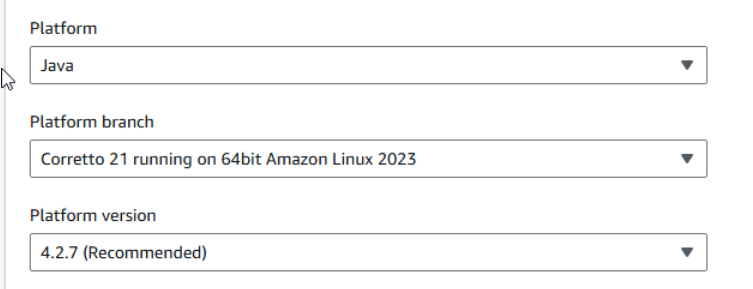 Platform
Java
Platform branch
Corretto 21 running on 64bit Amazon Linux 2023
Platform version
4.2.7 (Recommended)